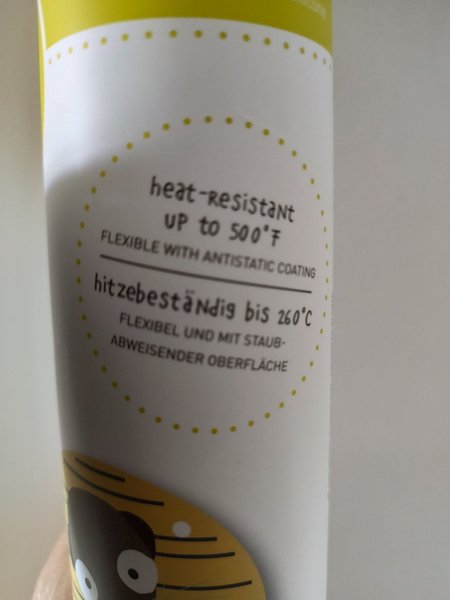 heat-resistant
up to 500°F
FLEXIBLE WITH ANTISTATIC COATING
hitzebeständig bis 260°C
FLEXIBEL UND MIT STAUB-
ABWEISENDER OBERFLÄCHE